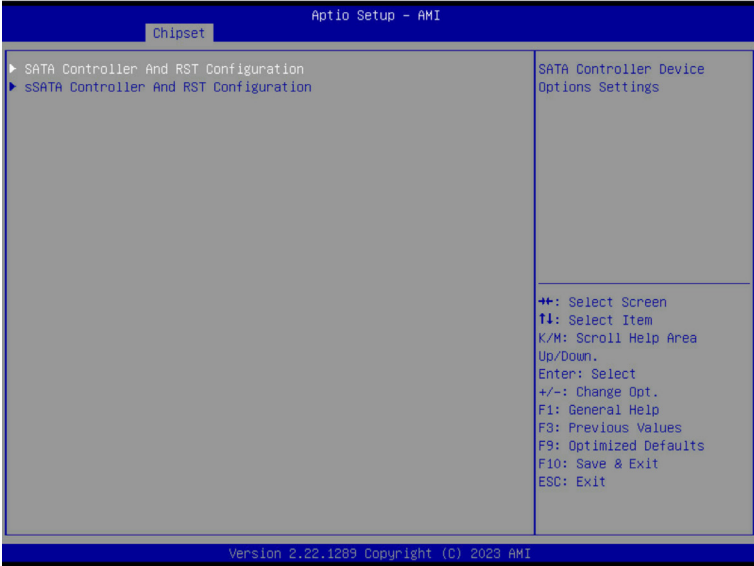 Aptio Setup – AMI
Chipset
SATA Controller And RST Configuration
sSATA Controller And RST Configuration
SATA Controller Device
Options Settings
→←: Select Screen
↑↓: Select Item
K/M: Scroll Help Area
Up/Down.
Enter: Select
+/-: Change Opt.
F1: General Help
F3: Previous Values
F9: Optimized Defaults
F10: Save & Exit
ESC: Exit
Version 2.22.1289 Copyright (C) 2023 AMI